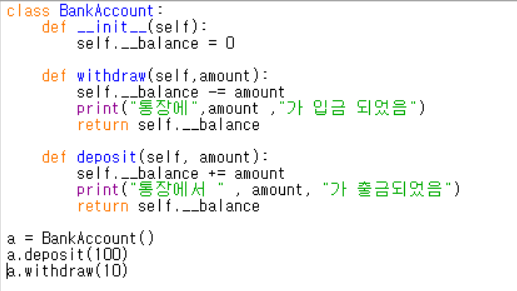 class BankAccount:
    def __init__(self):
        self.__balance = 0
    def withdraw(self,amount):
        self.__balance -= amount
        print("통장에",amount ,"가 입금 되었음")
        return self.__balance
    def deposit(self, amount):
        self.__balance += amount
        print("통장에서 " , amount, "가 출금되었음")
        return self.__balance
a = BankAccount()
a.deposit(100)
a.withdraw(10)